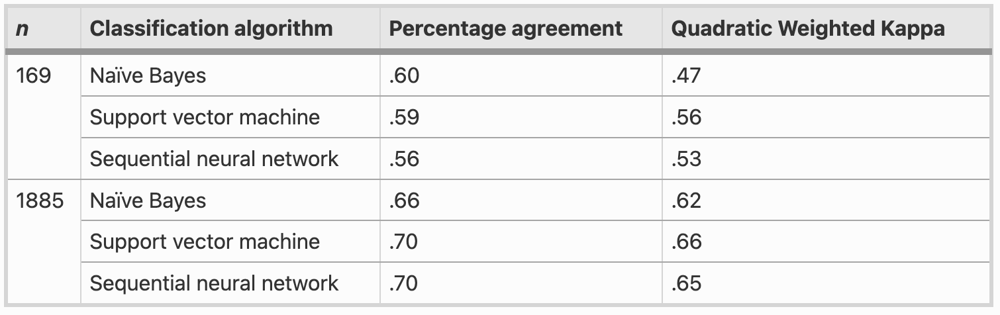 n Classification algorithm Percentage agreement Quadratic Weighted Kappa
169 Naïve Bayes .60 .47
Support vector machine .59 .56
Sequential neural network .56 .53
1885 Naïve Bayes .66 .62
Support vector machine .70 .66
Sequential neural network .70 .65